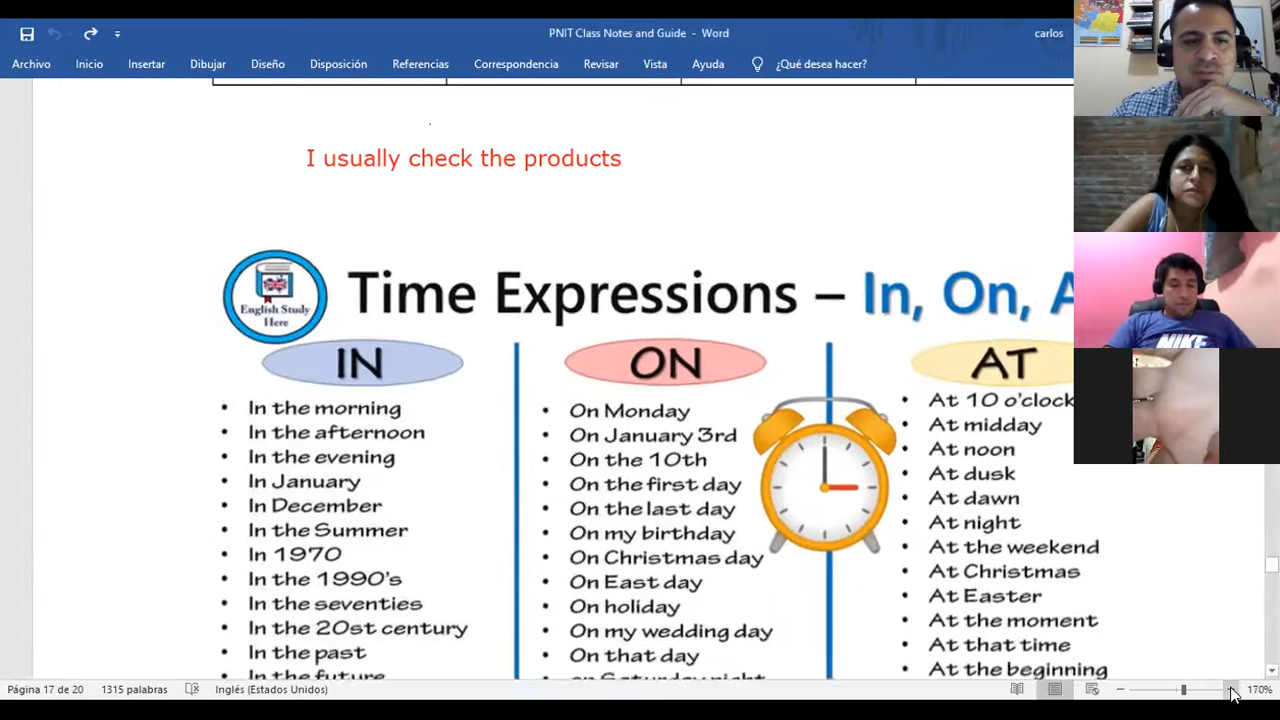 PNIT Class Notes and Guide - Word
carlos
Archivo Inicio Insertar Dibujar Diseño Disposición Referencias Correspondencia Revisar Vista Ayuda ¿Qué desea hacer?
I usually check the products
English Study
Here
Time Expressions – In, On,
IN
In the morning
In the afternoon
In the evening
In January
In December
In the Summer
In 1970
In the 1990's
In the seventies
In the 20st century
In the past
In the future
ON
On Monday
On January 3rd
On the 10th
On the first day
On the last day
On my birthday
On Christmas day
On East day
On holiday
On my wedding day
On that day
on Saturday night
AT
At 10 o'clock
At midday
At noon
At dusk
At dawn
At night
At the weekend
At Christmas
At Easter
At the moment
At that time
At the beginning
NIKE
Página 17 de 20 1315 palabras Inglés (Estados Unidos) 170%